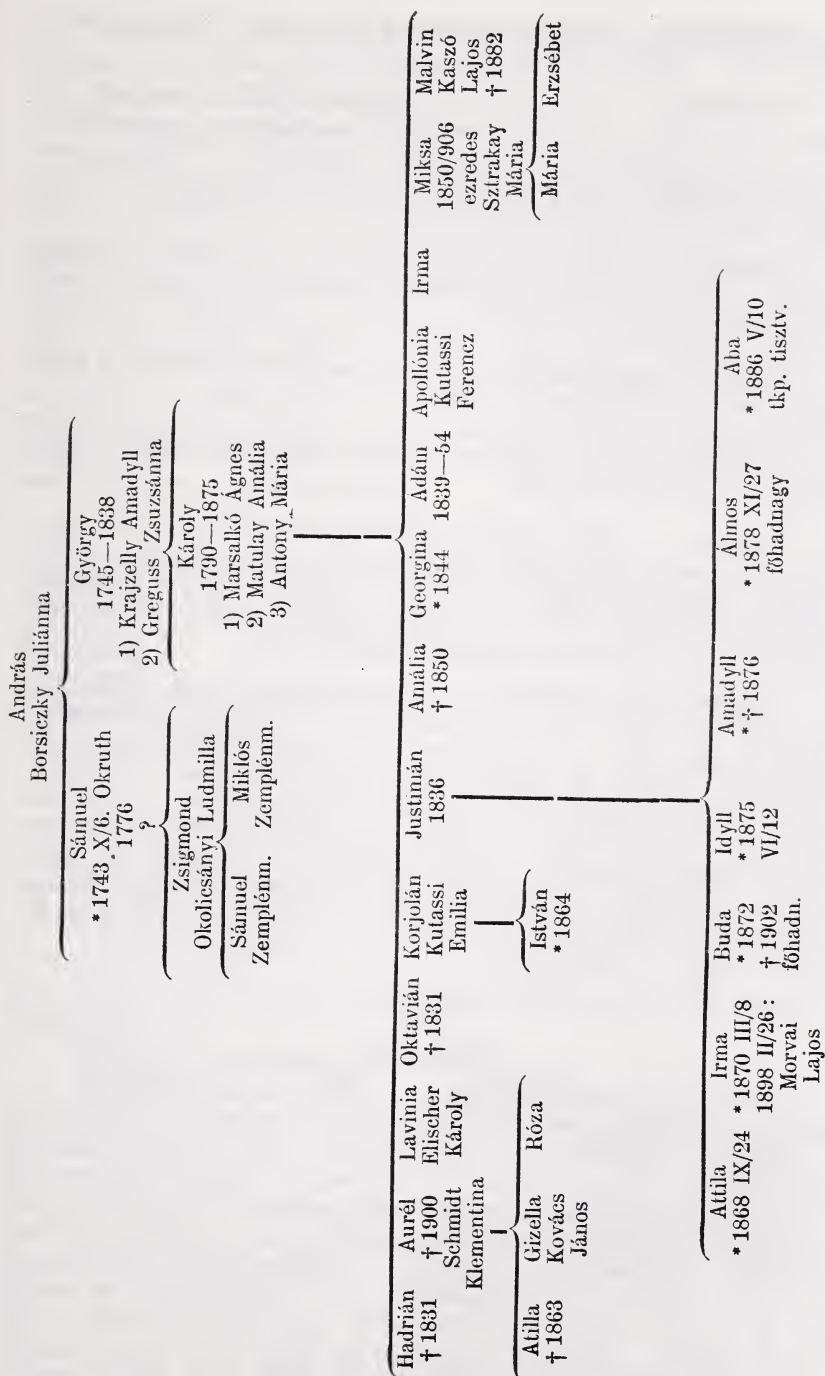 András
Borsiczky Juliánna
Sámuel
* 1743 X/6. Okruth
1776
?
György
1745—1838
1) Krajzelly Amadyll
2) Greguss Zsuzsánna
Zsigmond
Okolicsányi Ludmilla
Károly
1790—1875
1) Marsalkó Ágnes
2) Matulay Amália
3) Antony Mária
Sámuel
Zemplénm.
Miklós
Zemplénm.
Hadrián
† 1831
Aurél
† 1900
Schmidt
Klementina
Lavinia
Elischer
Károly
Oktavián
† 1831
Korjolán
Kutassi
Emilia
Justinián
1836
Amália
† 1850
Georgina
* 1844
Adám
1839—54
Apollónia
Kutassi
Ferencz
Irma
Miksa
1850/906
ezredes
Sztrakay
Mária
Malvin
Kaszó
Lajos
† 1882
Atilla
† 1863
Gizella
Kovács
János
Róza
István
* 1864
Mária
Erzsébet
Attila
* 1868 IX/24
Irma
* 1870 III/8
1898 II/26 :
Morvai
Lajos
Buda
* 1872
† 1902
főhadn.
Idyll
* 1875
VI/12
Amadyll
* † 1876
Álmos
* 1878 XI/27
főhadnagy
Aba
* 1886 V/10
tkp. tisztv.